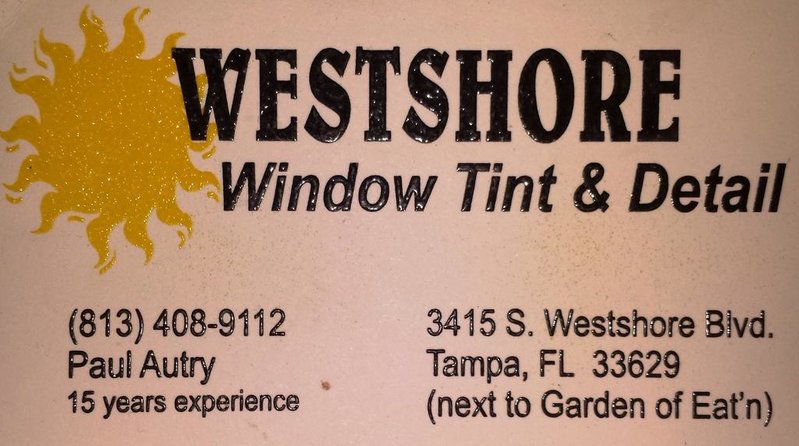 WESTSHORE
Window Tint & Detail
(813) 408-9112
Paul Autry
15 years experience
3415 S. Westshore Blvd.
Tampa, FL 33629
(next to Garden of Eat'n)